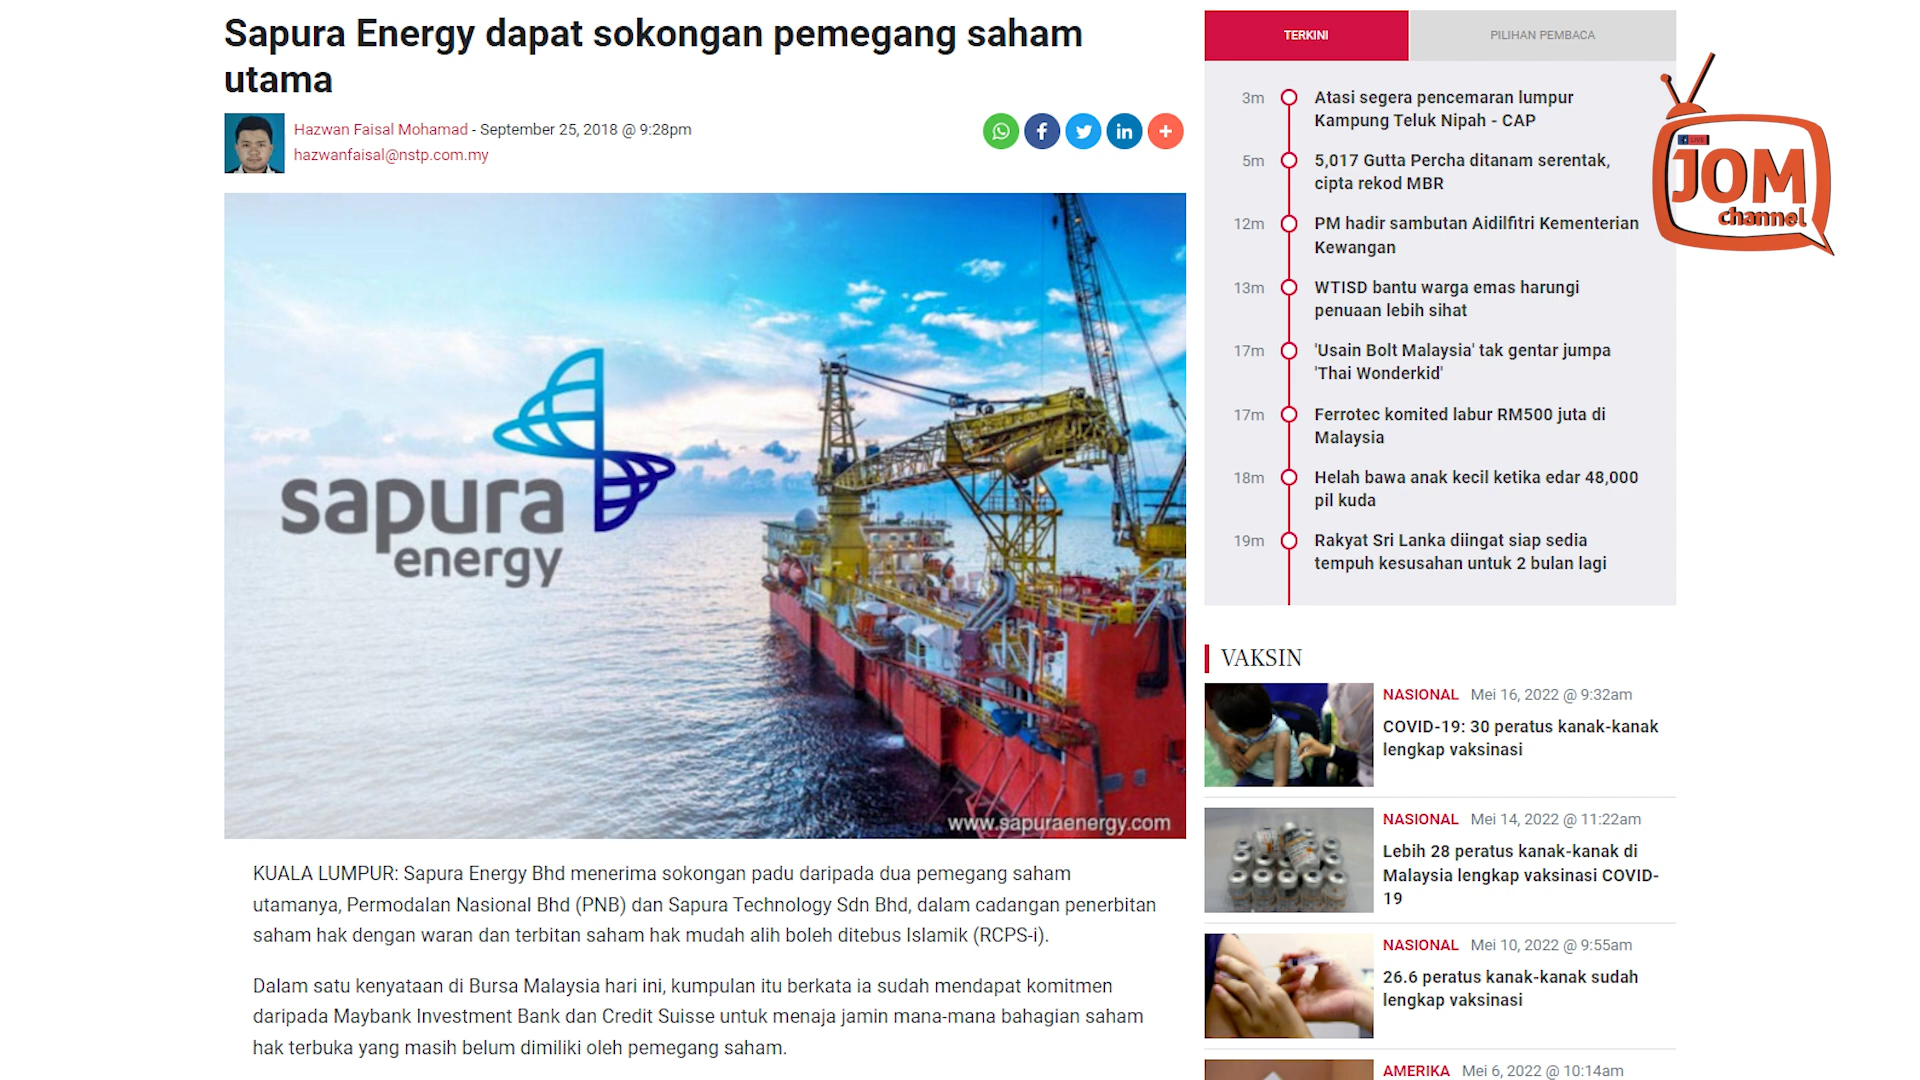 Sapura Energy dapat sokongan pemegang saham
utama
Hazwan Faisal Mohamad - September 25, 2018 @ 9:28pm
hazwanfaisal@nstp.com.my
sapura
energy
www.sapuraenergy.com
KUALA LUMPUR: Sapura Energy Bhd menerima sokongan padu daripada dua pemegang saham
utamanya, Permodalan Nasional Bhd (PNB) dan Sapura Technology Sdn Bhd, dalam cadangan penerbitan
saham hak dengan waran dan terbitan saham hak mudah alih boleh ditebus Islamik (RCPS-i).
Dalam satu kenyataan di Bursa Malaysia hari ini, kumpulan itu berkata ia sudah mendapat komitmen
daripada Maybank Investment Bank dan Credit Suisse untuk menaja jamin mana-mana bahagian saham
hak terbuka yang masih belum dimiliki oleh pemegang saham.
TERKINI
PILIHAN PEMBACA
3m
Atasi segera pencemaran lumpur
Kampung Teluk Nipah - CAP
5m
5,017 Gutta Percha ditanam serentak,
cipta rekod MBR
12m
PM hadir sambutan Aidilfitri Kementerian
Kewangan
13m
WTISD bantu warga emas harungi
penuaan lebih sihat
17m
'Usain Bolt Malaysia' tak gentar jumpa
'Thai Wonderkid'
17m
Ferrotec komited labur RM500 juta di
Malaysia
18m
Helah bawa anak kecil ketika edar 48,000
pil kuda
19m
Rakyat Sri Lanka diingat siap sedia
tempuh kesusahan untuk 2 bulan lagi
LIVE
JOM
channel
VAKSIN
NASIONAL Mei 16, 2022 @ 9:32am
COVID-19: 30 peratus kanak-kanak
lengkap vaksinasi
NASIONAL Mei 14, 2022 @ 11:22am
Lebih 28 peratus kanak-kanak di
Malaysia lengkap vaksinasi COVID-
19
NASIONAL Mei 10, 2022 @ 9:55am
26.6 peratus kanak-kanak sudah
lengkap vaksinasi
AMERIKA Mei 6, 2022 @ 10:14am